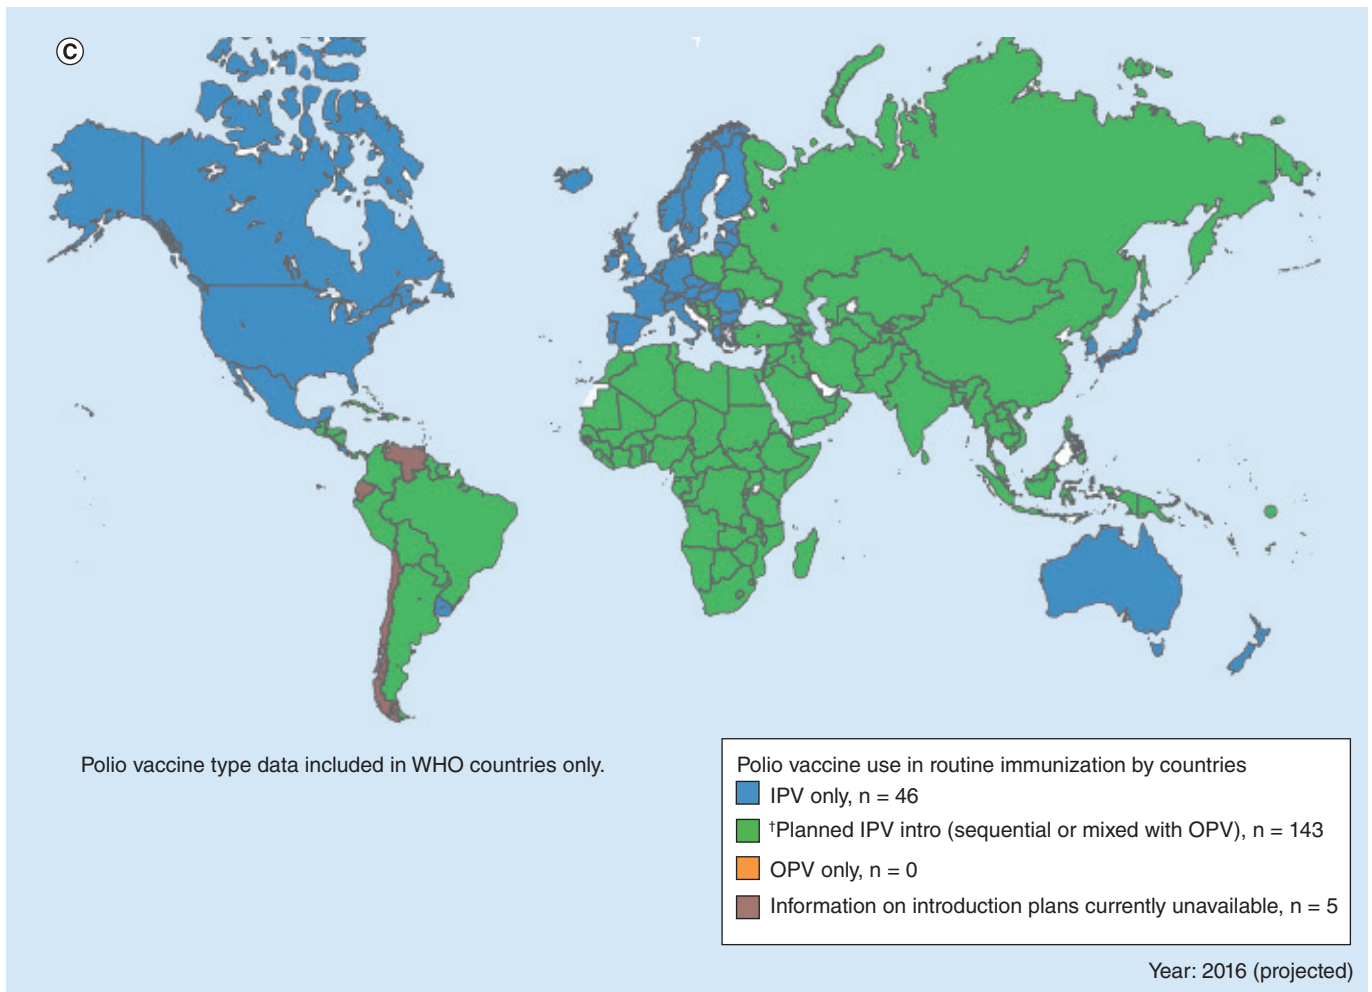 C
Polio vaccine type data included in WHO countries only.
Polio vaccine use in routine immunization by countries
IPV only, n = 46
†Planned IPV intro (sequential or mixed with OPV), n = 143
OPV only, n = 0
Information on introduction plans currently unavailable, n = 5
Year: 2016 (projected)